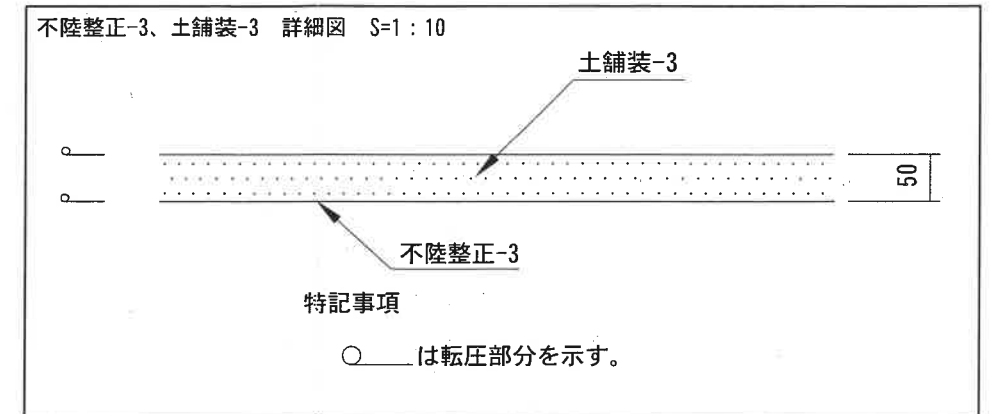 不陸整正-3、土舗装-3 詳細図 S=1：10
土舗装-3
50
不陸整正-3
特記事項
○___は転圧部分を示す。